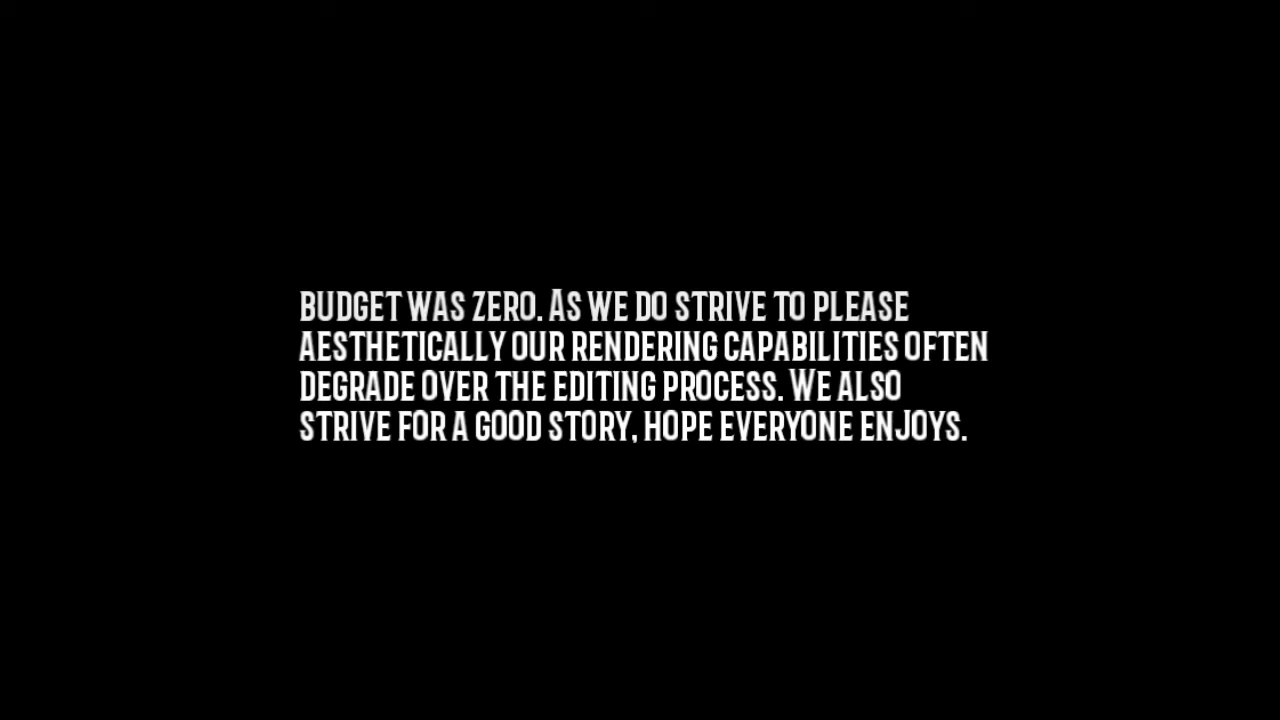 BUDGET WAS ZERO. AS WE DO STRIVE TO PLEASE
AESTHETICALLY OUR RENDERING CAPABILITIES OFTEN
DEGRADE OVER THE EDITING PROCESS. WE ALSO
STRIVE FOR A GOOD STORY, HOPE EVERYONE ENJOYS.